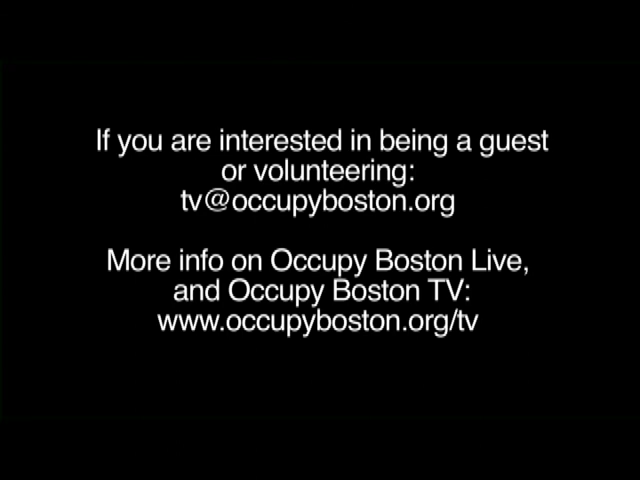 If you are interested in being a guest
or volunteering:
tv@occupyboston.org
More info on Occupy Boston Live,
and Occupy Boston TV:
www.occupyboston.org/tv